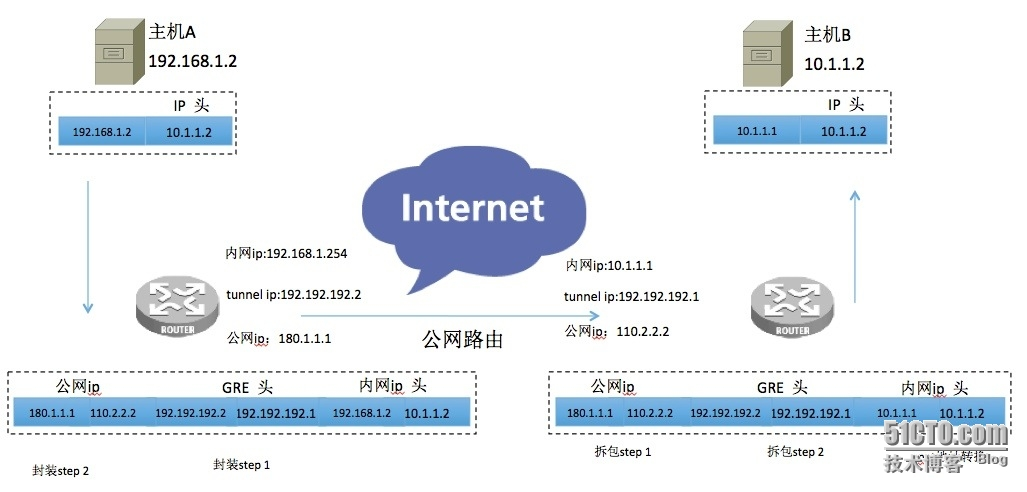 主机A
192.168.1.2
主机B
10.1.1.2
IP 头
192.168.1.2 10.1.1.2
IP 头
10.1.1.1 10.1.1.2
Internet
内网ip:192.168.1.254
tunnel ip:192.192.192.2
公网ip：180.1.1.1
内网ip:10.1.1.1
tunnel ip:192.192.192.1
公网ip：110.2.2.2
公网路由
ROUTER
ROUTER
公网ip GRE 头 内网ip 头
180.1.1.1 110.2.2.2 192.192.192.2 192.192.192.1 192.168.1.2 10.1.1.2
封装step 2 封装step 1
公网ip GRE 头 内网ip 头
180.1.1.1 110.2.2.2 192.192.192.2 192.192.192.1 10.1.1.1 10.1.1.2
拆包step 1 拆包step 2
51CTO.com
技术博客 Blog